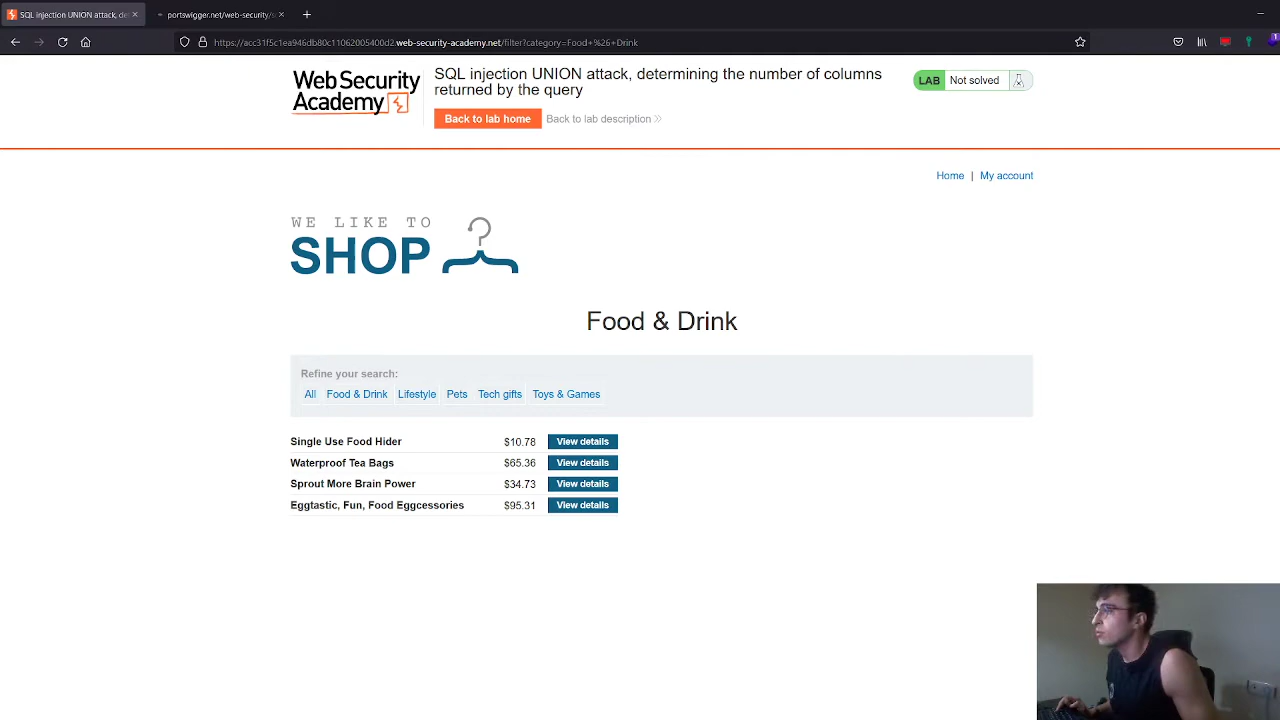 SQL injection UNION attack, de
portswigger.net/web-security/s
https://acc31f5c1ea946db80c11062005400d2.web-security-academy.net/filter?category=Food+%26+Drink
1
Web Security
Academy
SQL injection UNION attack, determining the number of columns
returned by the query
LAB Not solved
Back to lab home Back to lab description
Home | My account
WE LIKE TO
SHOP
Food & Drink
Refine your search:
All Food & Drink Lifestyle Pets Tech gifts Toys & Games
Single Use Food Hider $10.78 View details
Waterproof Tea Bags $65.36 View details
Sprout More Brain Power $34.73 View details
Eggtastic, Fun, Food Eggcessories $95.31 View details